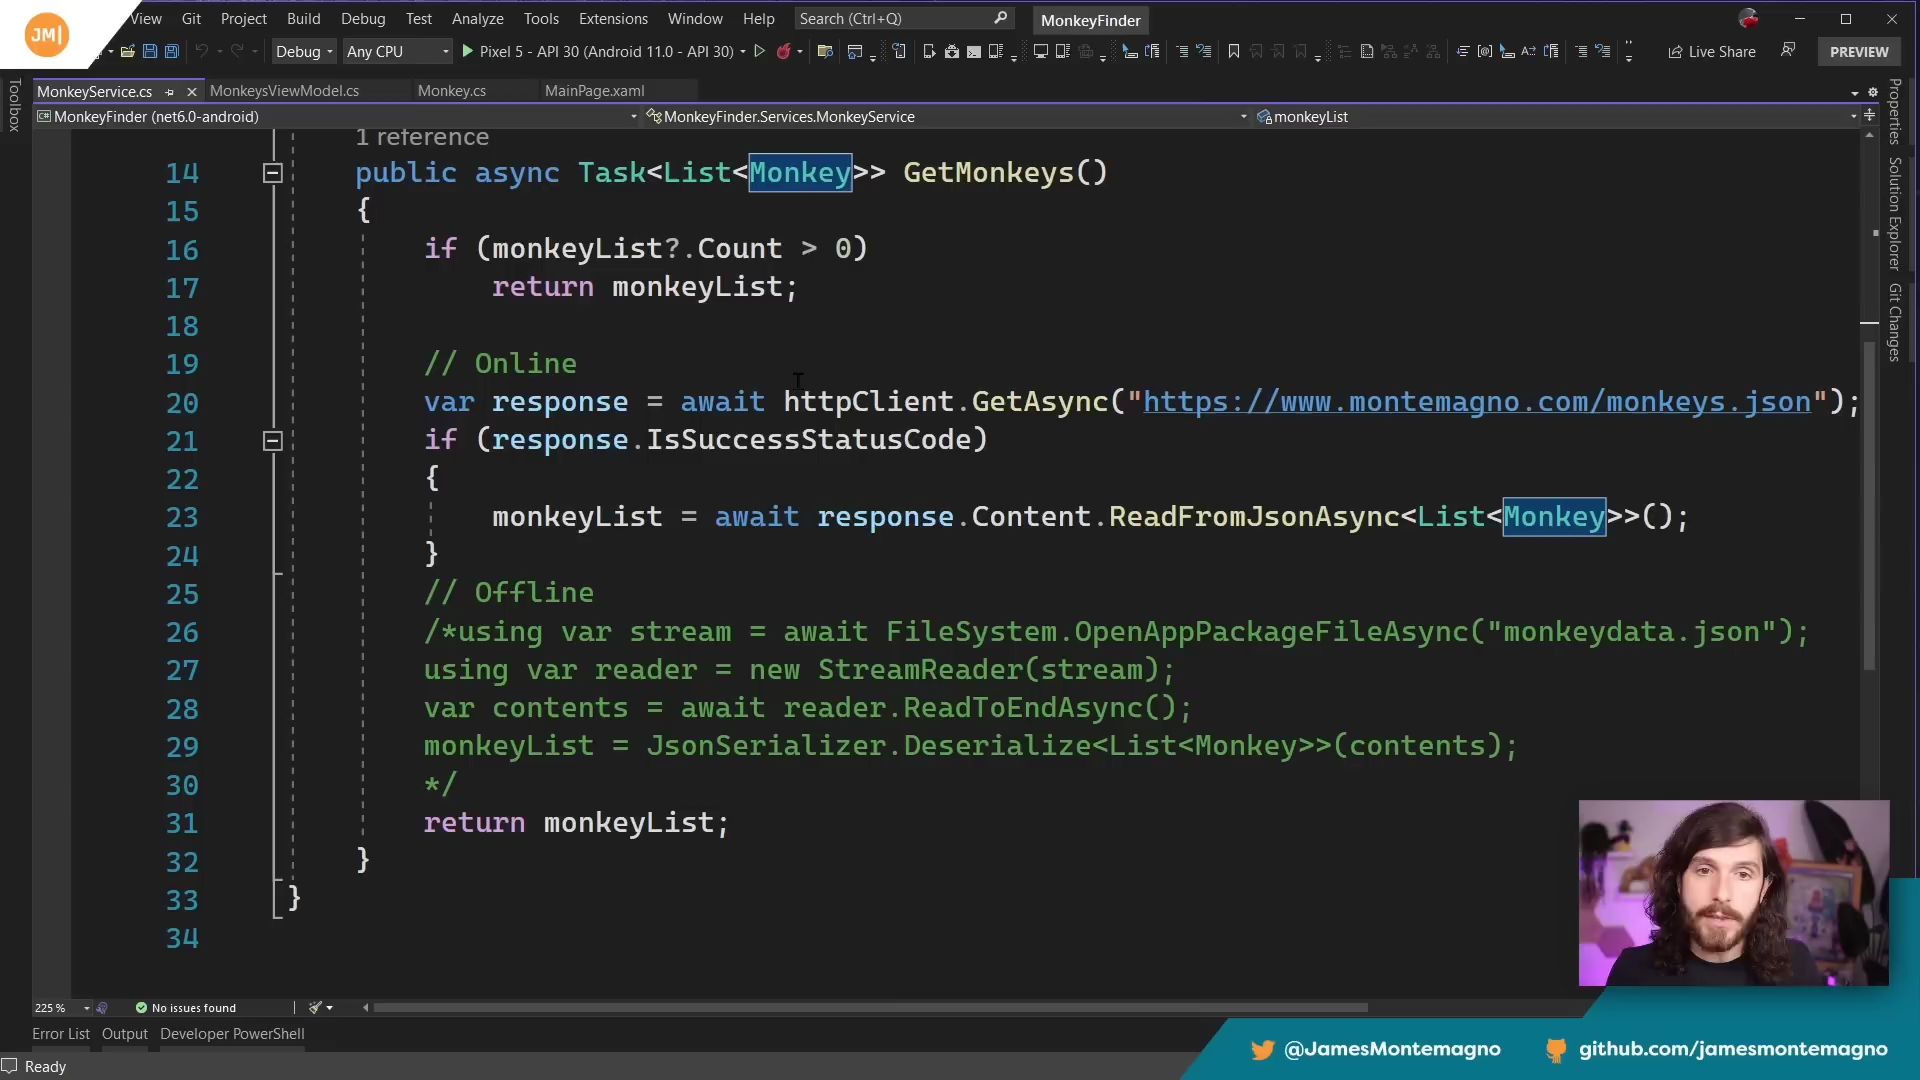 JM|
View Git Project Build Debug Test Analyze Tools Extensions Window Help Search (Ctrl+Q) MonkeyFinder
Debug Any CPU Pixel 5 - API 30 (Android 11.0 - API 30) Live Share PREVIEW
Toolbox
MonkeyService.cs MonkeysViewModel.cs Monkey.cs MainPage.xaml
MonkeyFinder (net6.0-android) MonkeyFinder.Services.MonkeyService monkeyList
Properties
Solution Explorer
Git Changes
1 reference
14 public async Task<List<Monkey>> GetMonkeys()
15 {
16 if (monkeyList?.Count > 0)
17 return monkeyList;
18
19 // Online
20 var response = await httpClient.GetAsync("https://www.montemagno.com/monkeys.json");
21 if (response.IsSuccessStatusCode)
22 {
23 monkeyList = await response.Content.ReadFromJsonAsync<List<Monkey>>();
24 }
25 // Offline
26 /*using var stream = await FileSystem.OpenAppPackageFileAsync("monkeydata.json");
27 using var reader = new StreamReader(stream);
28 var contents = await reader.ReadToEndAsync();
29 monkeyList = JsonSerializer.Deserialize<List<Monkey>>(contents);
30 */
31 return monkeyList;
32 }
33 }
34
225 % No issues found
Error List Output Developer PowerShell
Ready
@JamesMontemagno github.com/jamesmontemagno